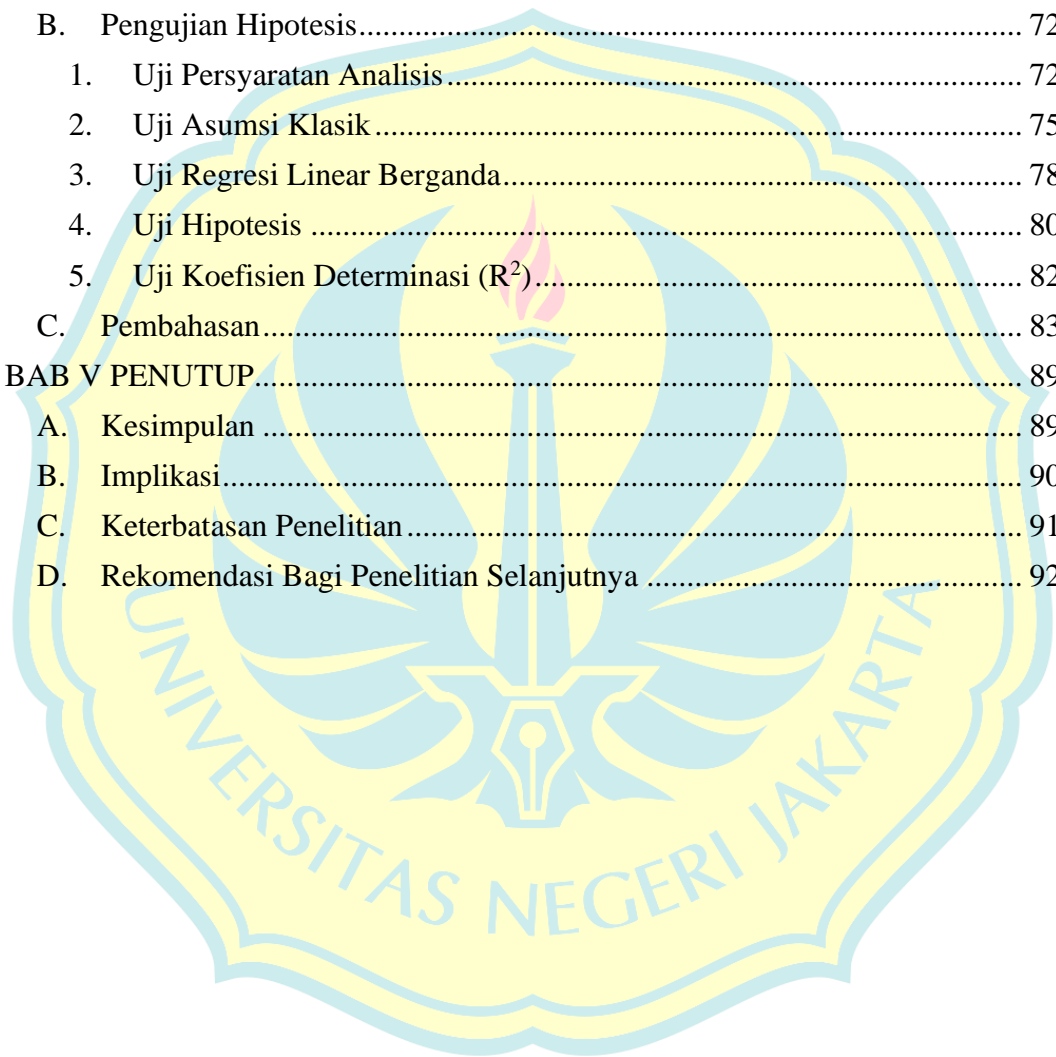 B. Pengujian Hipotesis.......................................................................................... 72
1. Uji Persyaratan Analisis.......................................................................... 72
2. Uji Asumsi Klasik.................................................................................... 75
3. Uji Regresi Linear Berganda.................................................................. 78
4. Uji Hipotesis ............................................................................................ 80
5. Uji Koefisien Determinasi (R²)............................................................... 82
C. Pembahasan...................................................................................................... 83
BAB V PENUTUP..................................................................................................... 89
A. Kesimpulan ...................................................................................................... 89
B. Implikasi........................................................................................................... 90
C. Keterbatasan Penelitian................................................................................. 91
D. Rekomendasi Bagi Penelitian Selanjutnya ................................................. 92
UNIVERSITAS NEGERI JAKARTA